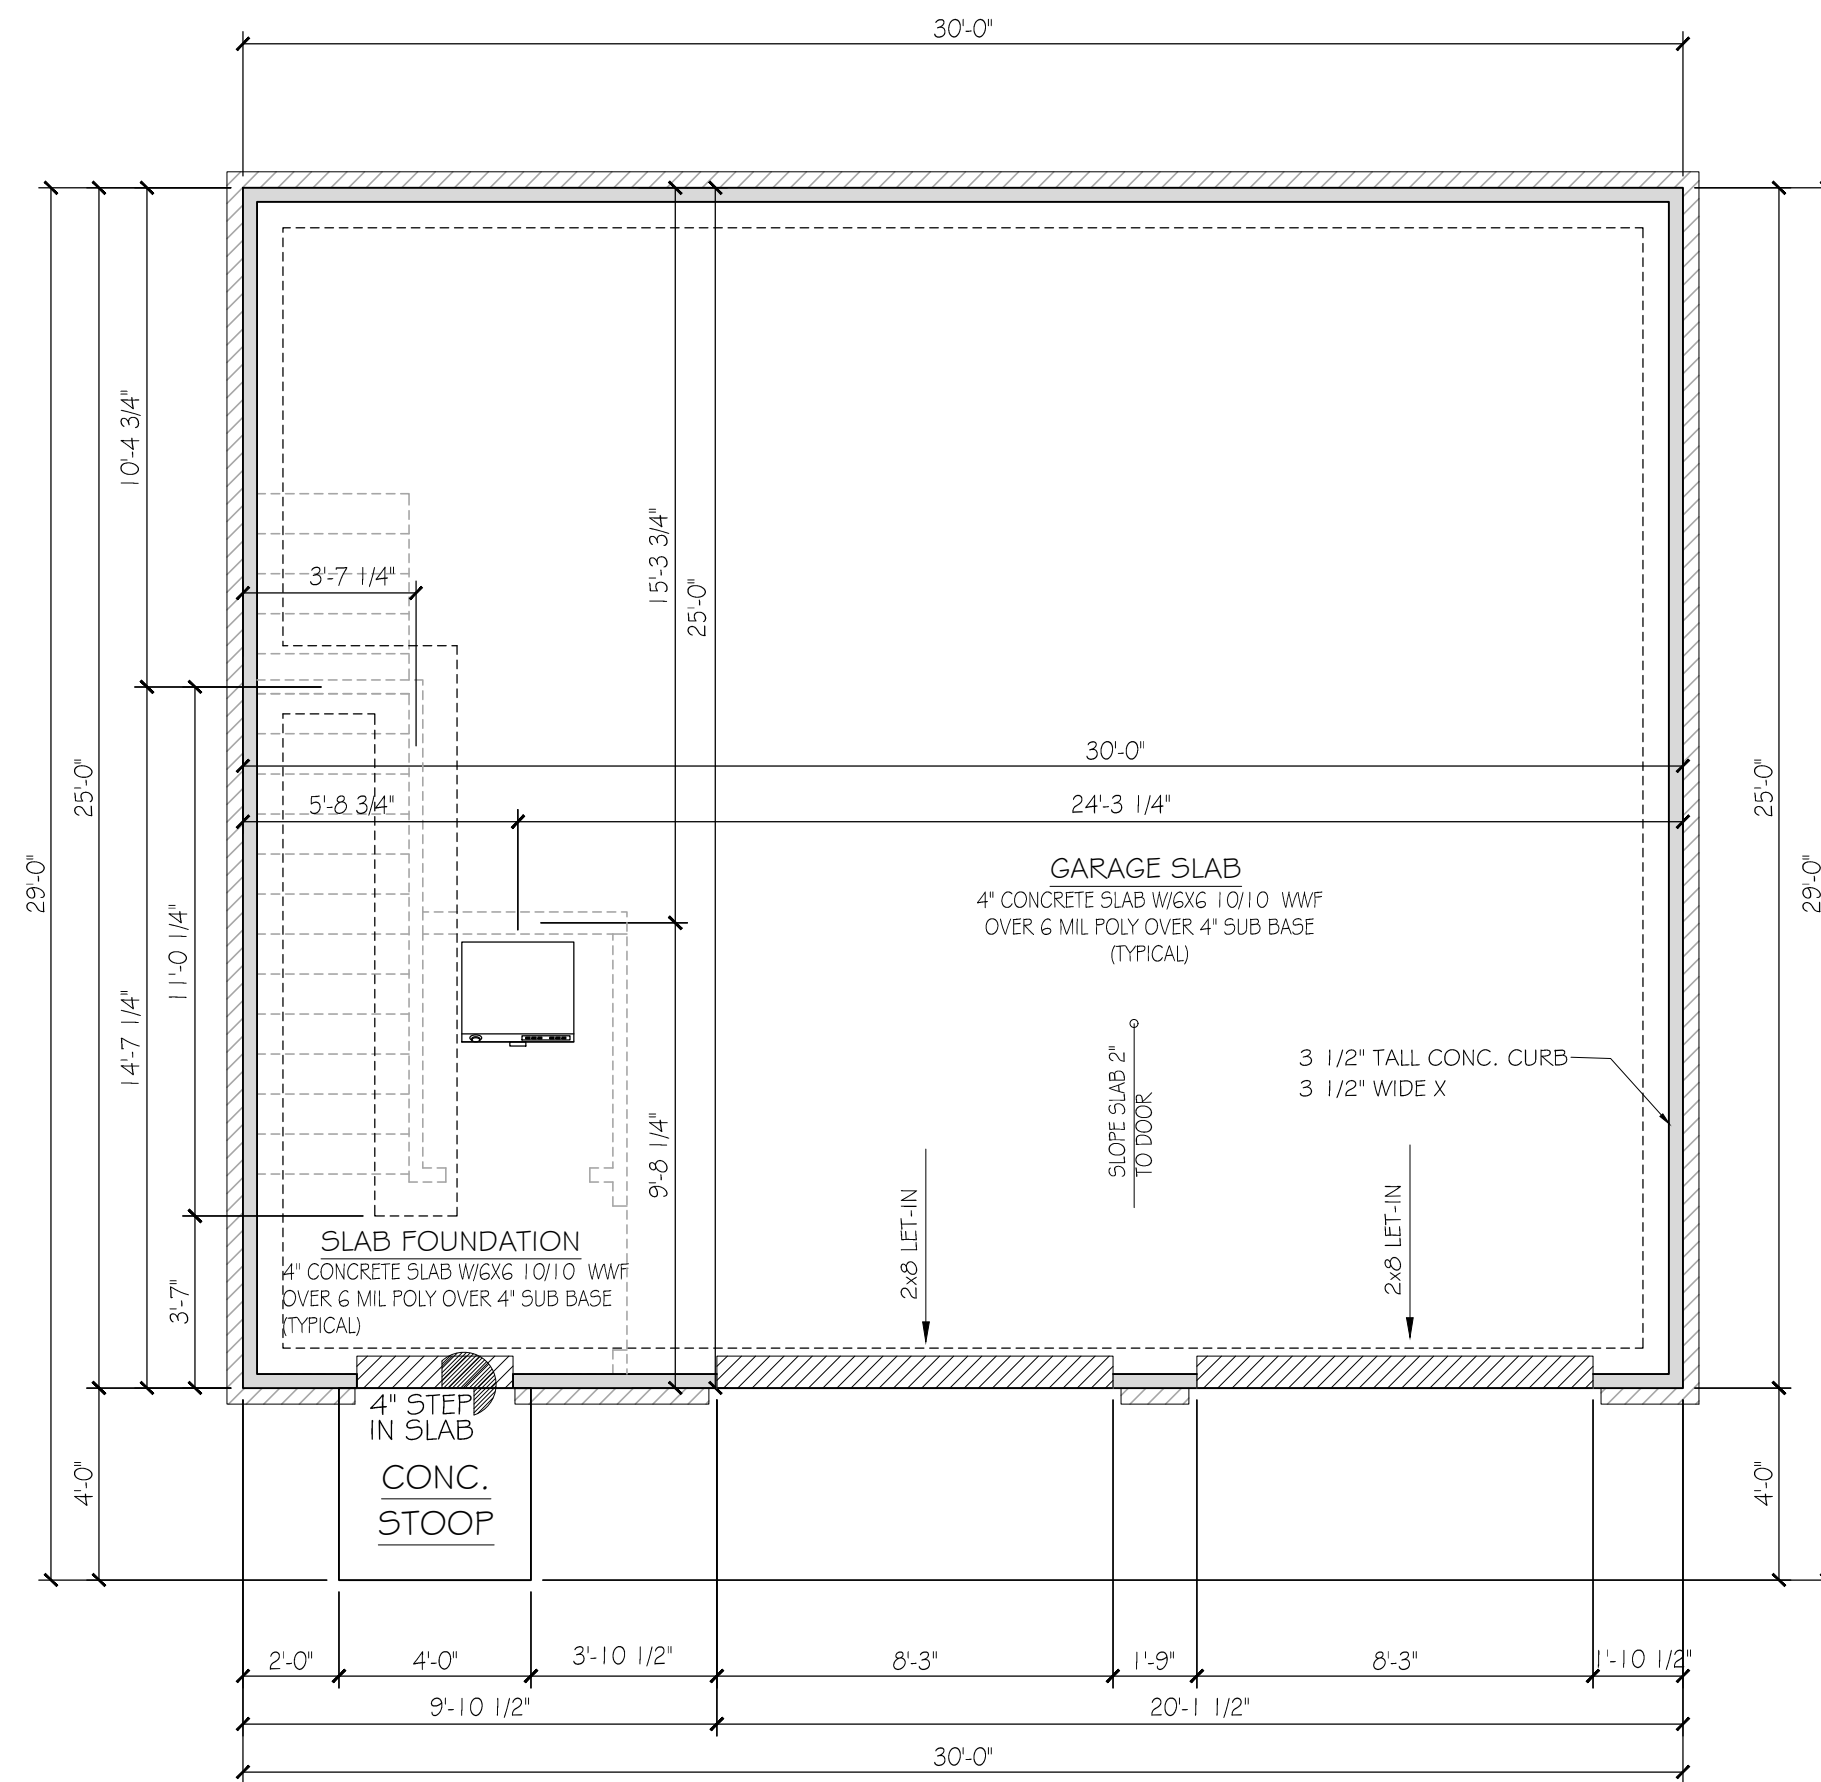 30'-0"
10'-4 3/4"
15'-3 3/4"
3'-7 1/4"
25'-0"
30'-0"
25'-0"
25'-0"
5'-8 3/4"
24'-3 1/4"
29'-0"
29'-0"
GARAGE SLAB
4" CONCRETE SLAB W/6X6 10/10 WWF
OVER 6 MIL POLY OVER 4" SUB BASE
(TYPICAL)
11'-0 1/4"
14'-7 1/4"
3 1/2" TALL CONC. CURB
3 1/2" WIDE X
SLOPE SLAB 2"
TO DOOR
9'-8 1/4"
2x8 LET-IN
2x8 LET-IN
SLAB FOUNDATION
4" CONCRETE SLAB W/6X6 10/10 WWF
OVER 6 MIL POLY OVER 4" SUB BASE
(TYPICAL)
3'-7"
4" STEP
IN SLAB
CONC.
STOOP
4'-0"
4'-0"
2'-0"
4'-0"
3'-10 1/2"
8'-3"
1'-9"
8'-3"
1'-10 1/2"
9'-10 1/2"
20'-1 1/2"
30'-0"